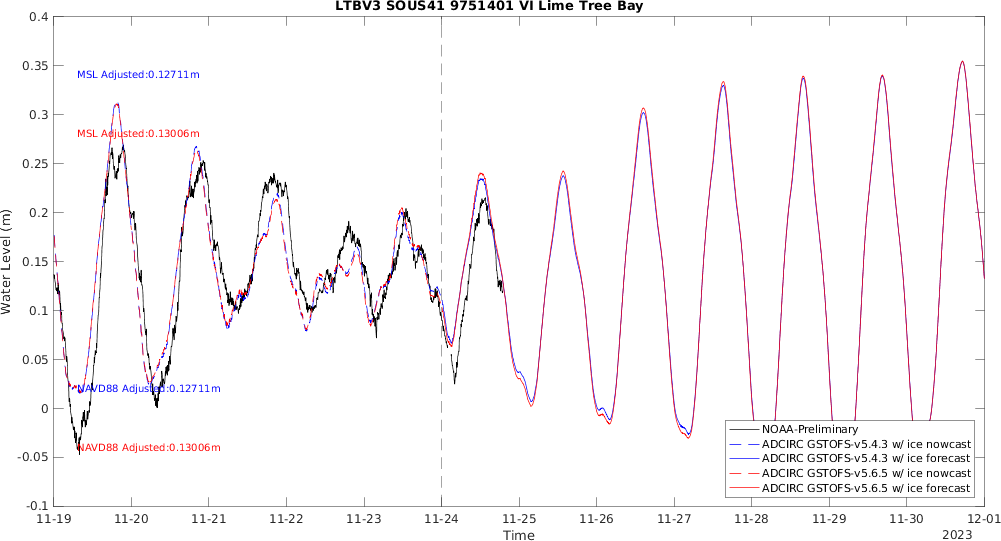 LTBV3 SOUS41 9751401 VI Lime Tree Bay
0.4
0.35
0.3
0.25
0.2
0.15
0.1
0.05
0
-0.05
-0.1
Water Level (m)
MSL Adjusted:0.12711m
MSL Adjusted:0.13006m
NAVD88 Adjusted:0.12711m
NAVD88 Adjusted:0.13006m
NOAA-Preliminary
ADCIRC GSTOFS-v5.4.3 w/ ice nowcast
ADCIRC GSTOFS-v5.4.3 w/ ice forecast
ADCIRC GSTOFS-v5.6.5 w/ ice nowcast
ADCIRC GSTOFS-v5.6.5 w/ ice forecast
11-19 11-20 11-21 11-22 11-23 11-24 11-25 11-26 11-27 11-28 11-29 11-30 12-01
Time
2023